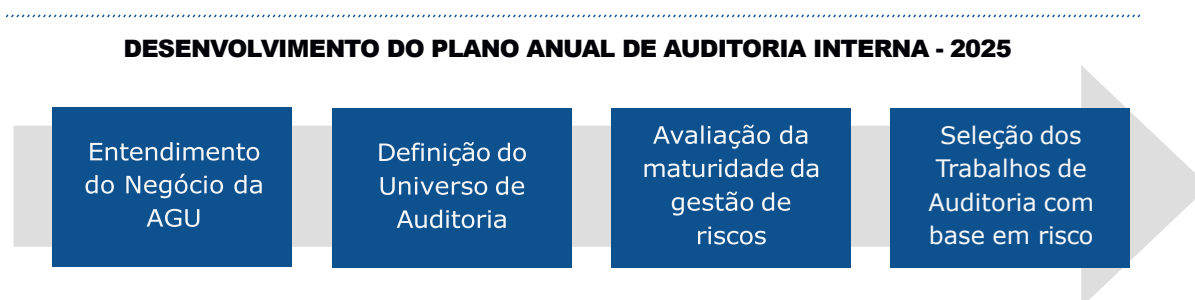 DESENVOLVIMENTO DO PLANO ANUAL DE AUDITORIA INTERNA - 2025
Entendimento
do Negócio da
AGU
Definição do
Universo de
Auditoria
Avaliação da
maturidade da
gestão de
riscos
Seleção dos
Trabalhos de
Auditoria com
base em risco